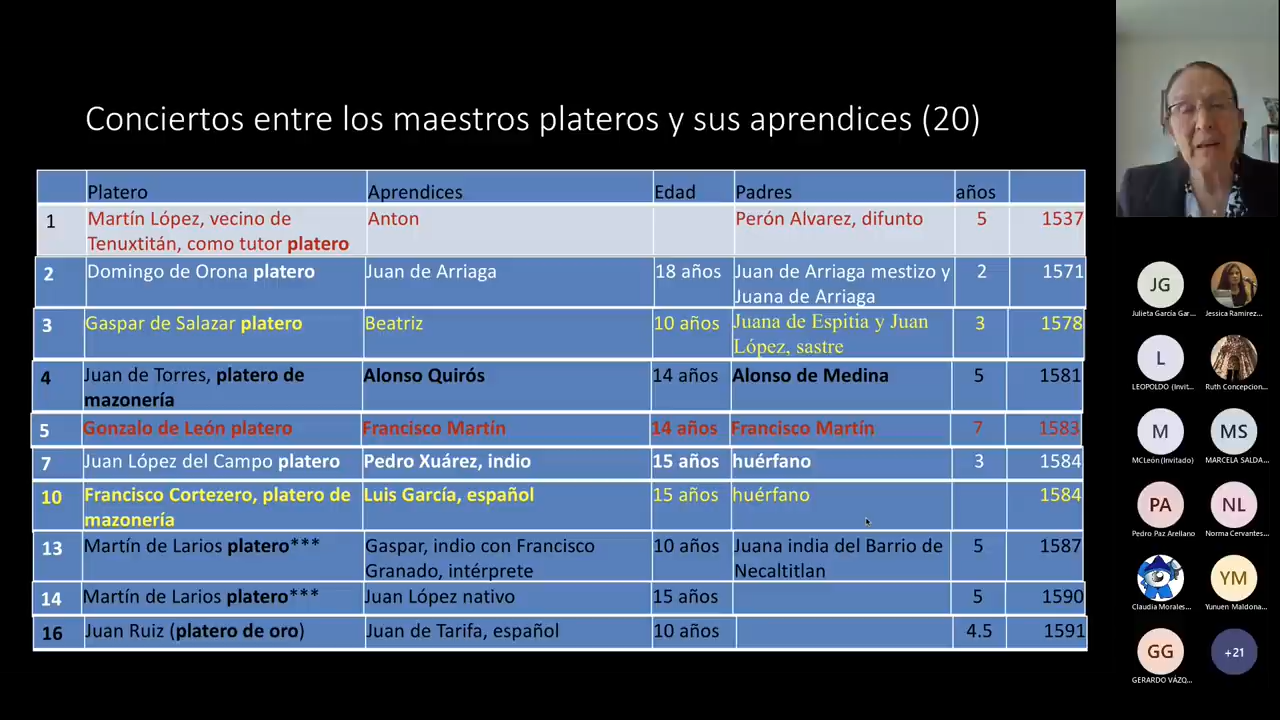 Conciertos entre los maestros plateros y sus aprendices (20)
Platero Aprendices Edad Padres años
1 Martín López, vecino de Tenuxtitán, como tutor platero Anton Perón Alvarez, difunto 5 1537
2 Domingo de Orona platero Juan de Arriaga 18 años Juan de Arriaga mestizo y Juana de Arriaga 2 1571
3 Gaspar de Salazar platero Beatriz 10 años Juana de Espitia y Juan López, sastre 3 1578
4 Juan de Torres, platero de mazonería Alonso Quirós 14 años Alonso de Medina 5 1581
5 Gonzalo de León platero Francisco Martín 14 años Francisco Martín 7 1583
7 Juan López del Campo platero Pedro Xuárez, indio 15 años huérfano 3 1584
10 Francisco Cortezero, platero de mazonería Luis García, español 15 años huérfano 1584
13 Martín de Larios platero*** Gaspar, indio con Francisco Granado, intérprete 10 años Juana india del Barrio de Necaltitlan 5 1587
14 Martín de Larios platero*** Juan López nativo 15 años 5 1590
16 Juan Ruiz (platero de oro) Juan de Tarifa, español 10 años 4.5 1591
JG
Julieta García Gar...
Jessica Ramirez...
L
LEOPOLDO (Invit...
Ruth Concepcion...
M
MCLeón (Invitado)
MS
MARCELA SALDA...
PA
Pedro Paz Arellano
NL
Norma Cervantes...
Claudia Morales...
YM
Yunuen Maldona...
GG
GERARDO VÁZQ...
+21